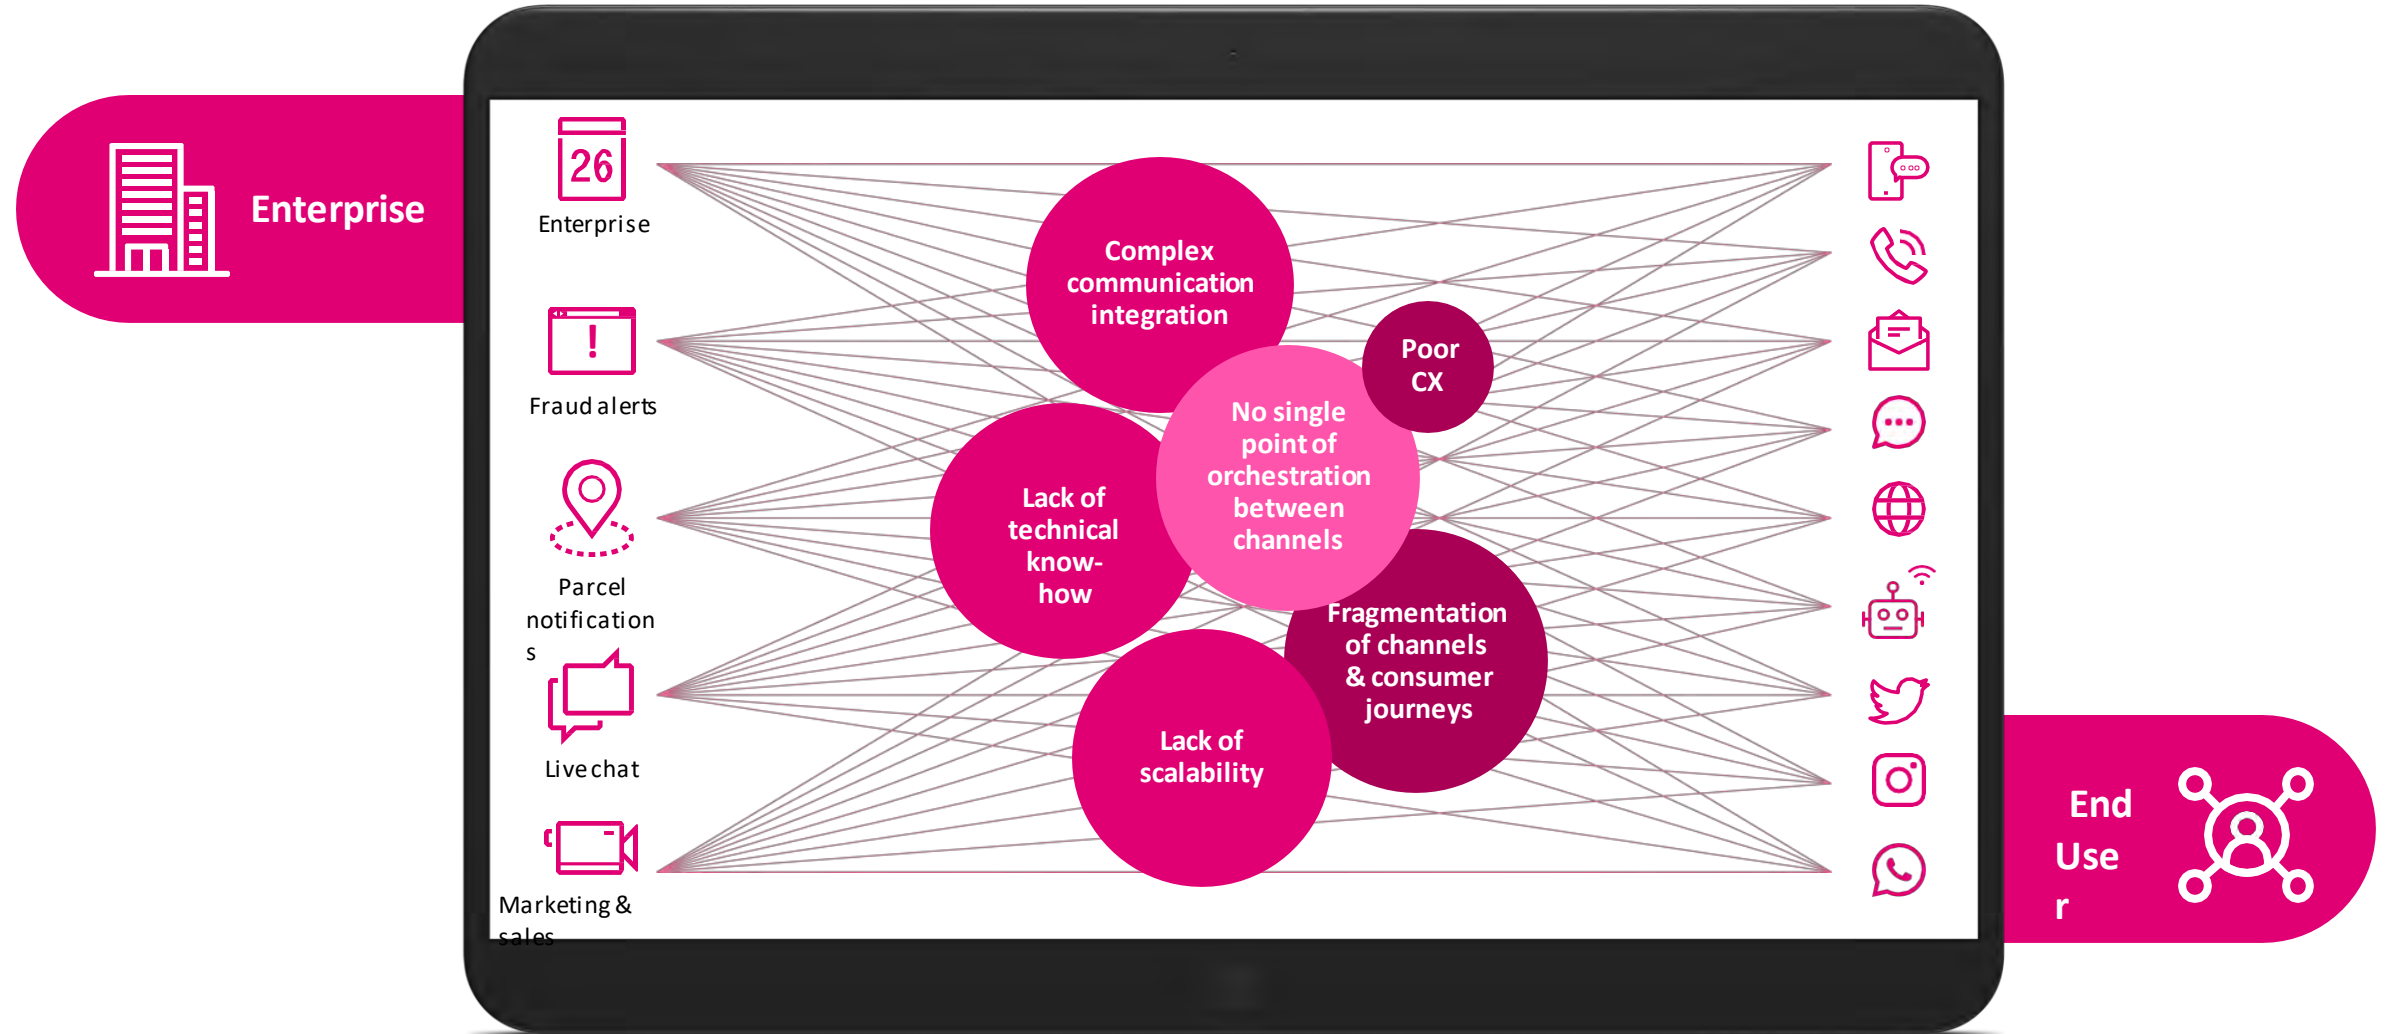 Enterprise
26
Enterprise
!
Fraud alerts
Parcel
notification
s
Live chat
Marketing &
sales
Complex
communication
integration
Poor
CX
No single
point of
orchestration
between
channels
Lack of
technical
know-
how
Fragmentation
of channels
& consumer
journeys
Lack of
scalability
End
Use
r